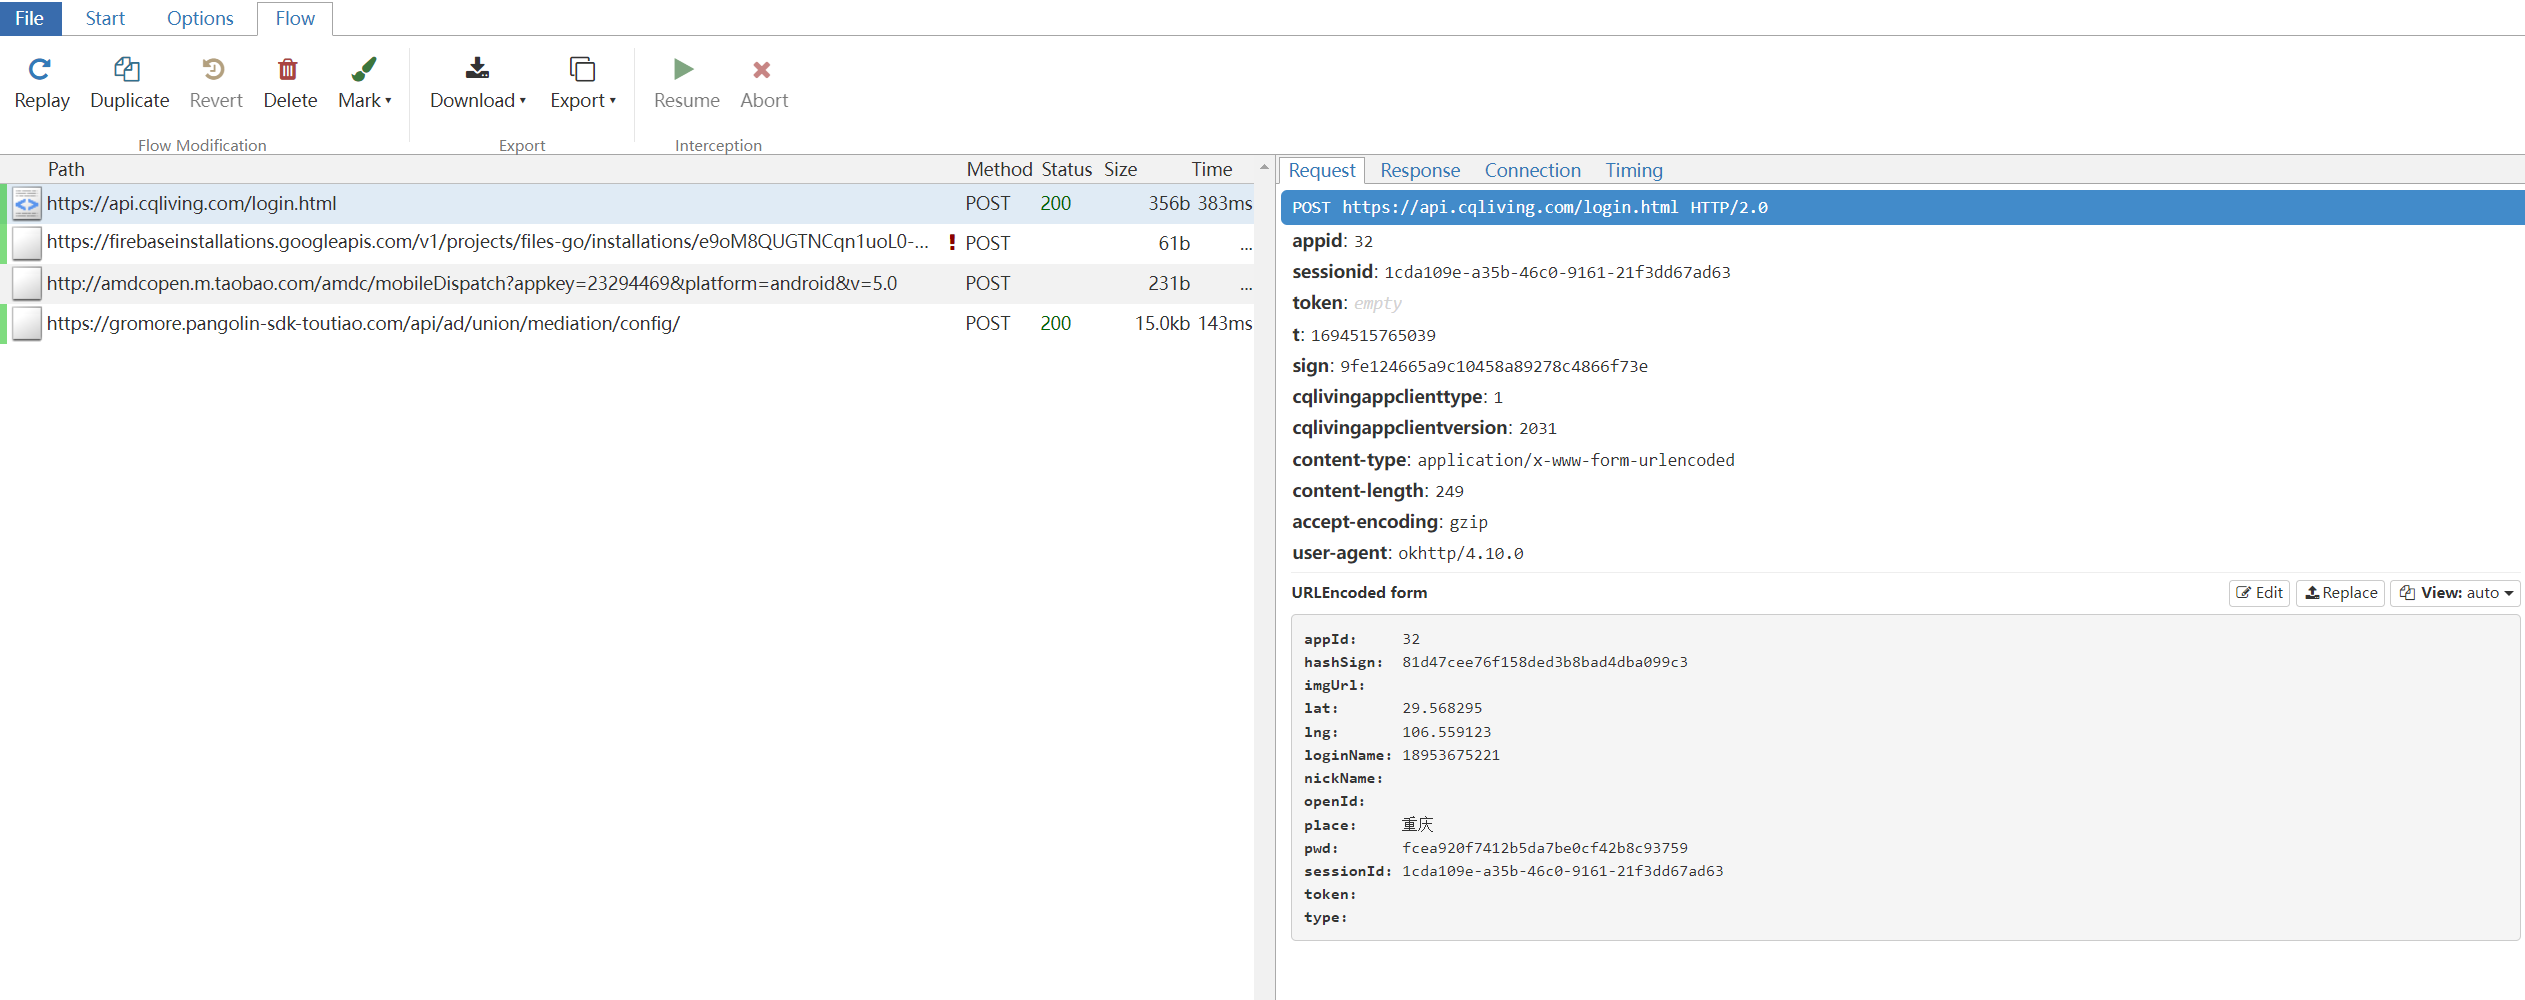 File Start Options Flow
Replay Duplicate Revert Delete Mark Download Export Resume Abort
Flow Modification Export Interception
Path Method Status Size Time
https://api.cqliving.com/login.html POST 200 356b 383ms
https://firebaseinstallations.googleapis.com/v1/projects/files-go/installations/e9oM8QUGTNCqn1uoL0-... ! POST 61b ...
http://amdcopen.m.taobao.com/amdc/mobileDispatch?appkey=23294469&platform=android&v=5.0 POST 231b ...
https://gromore.pangolin-sdk-toutiao.com/api/ad/union/mediation/config/ POST 200 15.0kb 143ms
Request Response Connection Timing
POST https://api.cqliving.com/login.html HTTP/2.0
appid: 32
sessionid: 1cda109e-a35b-46c0-9161-21f3dd67ad63
token: empty
t: 1694515765039
sign: 9fe124665a9c10458a89278c4866f73e
cqlivingappclienttype: 1
cqlivingappclientversion: 2031
content-type: application/x-www-form-urlencoded
content-length: 249
accept-encoding: gzip
user-agent: okhttp/4.10.0
URLEncoded form Edit Replace View: auto
appId: 32
hashSign: 81d47cee76f158ded3b8bad4dba099c3
imgUrl:
lat: 29.568295
lng: 106.559123
loginName: 18953675221
nickName:
openId:
place: 重庆
pwd: fcea920f7412b5da7be0cf42b8c93759
sessionId: 1cda109e-a35b-46c0-9161-21f3dd67ad63
token:
type: